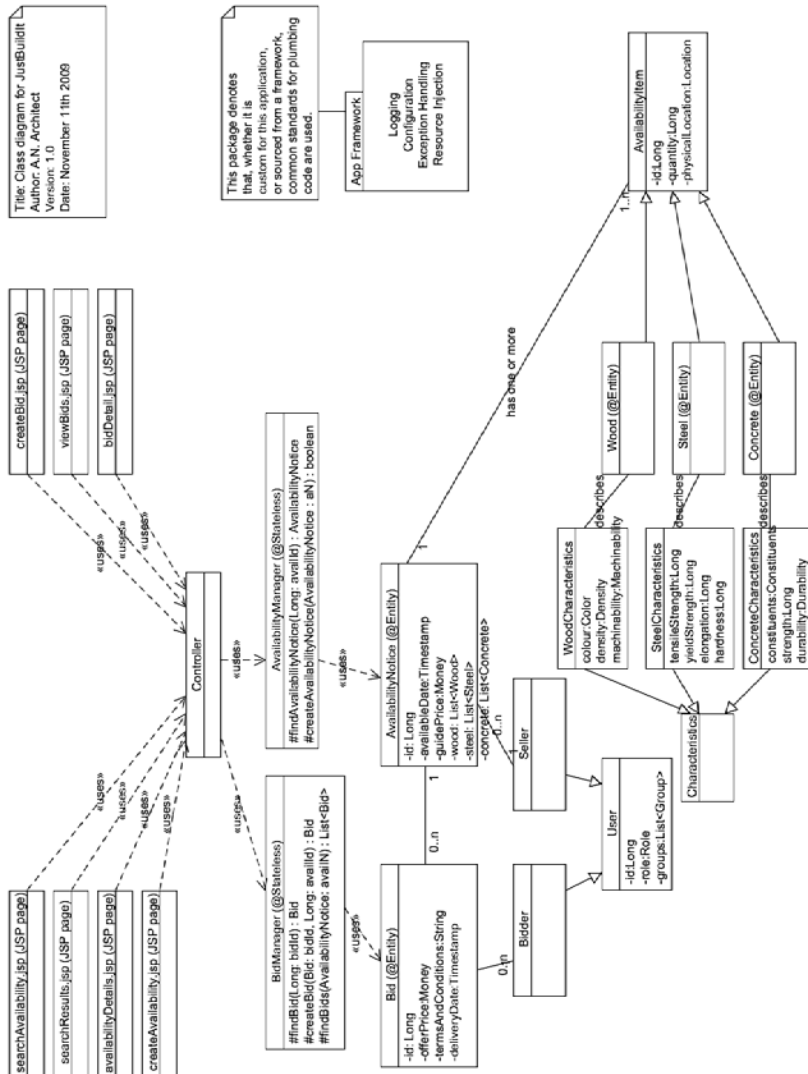 Title: Class diagram for JustBuildIt
Author: A.N. Architect
Version: 1.0
Date: November 11th 2009
This package denotes
that, whether it is
custom for this application,
or sourced from a framework,
common standards for plumbing
code are used.
App Framework
Logging
Configuration
Exception Handling
Resource Injection
createBid.jsp (JSP page)
viewBids.jsp (JSP page)
bidDetail.jsp (JSP page)
«uses»
«uses»
«uses»
searchAvailability.jsp (JSP page)
searchResults.jsp (JSP page)
availabilityDetails.jsp (JSP page)
createAvailability.jsp (JSP page)
«uses»
«uses»
«uses»
«uses»
Controller
«uses»
«uses»
AvailabilityManager (@Stateless)
#findAvailabilityNotice(Long: availId) : AvailabilityNotice
#createAvailabilityNotice(AvailabilityNotice : aN) : boolean
«uses»
BidManager (@Stateless)
#findBid(Long: bidId) : Bid
#createBid(Bid: bidId, Long: availId) : Bid
#findBids(AvailabilityNotice: availN) : List<Bid>
«uses»
AvailabilityNotice (@Entity)
-id: Long
-availableDate:Timestamp
-guidePrice:Money
-wood: List<Wood>
-steel: List<Steel>
-concrete: List<Concrete>
1
has one or more
1..n
AvailabilityItem
-id:Long
-quantity:Long
-physicalLocation:Location
Bid (@Entity)
-id: Long
-offerPrice:Money
-termsAndConditions:String
-deliveryDate:Timestamp
0..n
1
0..n
1
Seller
0..n
Bidder
User
-id:Long
-role:Role
-groups:List<Group>
Wood (@Entity)
Steel (@Entity)
Concrete (@Entity)
describes
describes
describes
WoodCharacteristics
colour:Color
density:Density
machinability:Machinability
SteelCharacteristics
tensileStrength:Long
yieldStrength:Long
elongation:Long
hardness:Long
ConcreteCharacteristics
constituents:Constituents
strength:Long
durability:Durability
Characteristics